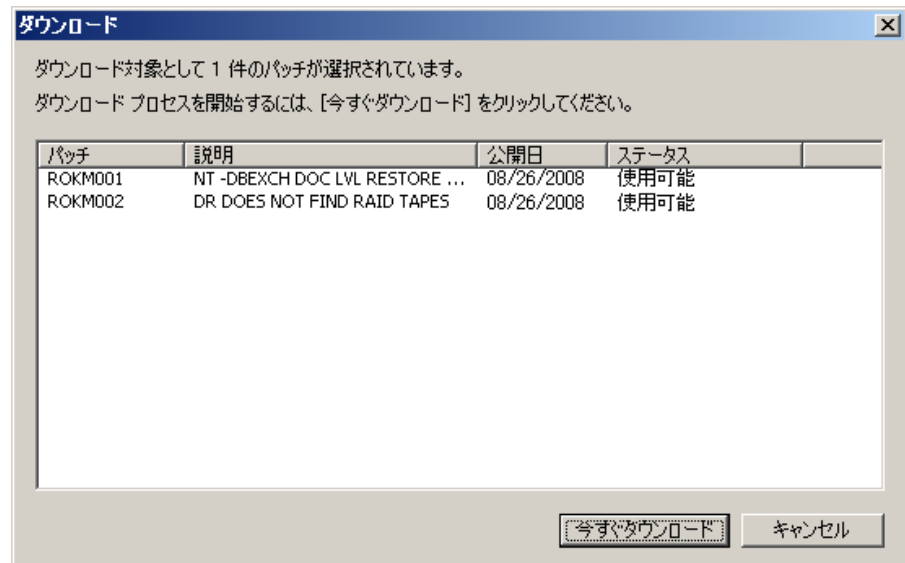 ダウンロード
ダウンロード対象として 1 件のパッチが選択されています。
ダウンロード プロセスを開始するには、[今すぐダウンロード] をクリックしてください。
パッチ 説明 公開日 ステータス
ROKM001 NT -DBEXCH DOC LVL RESTORE ... 08/26/2008 使用可能
ROKM002 DR DOES NOT FIND RAID TAPES 08/26/2008 使用可能
今すぐダウンロード キャンセル